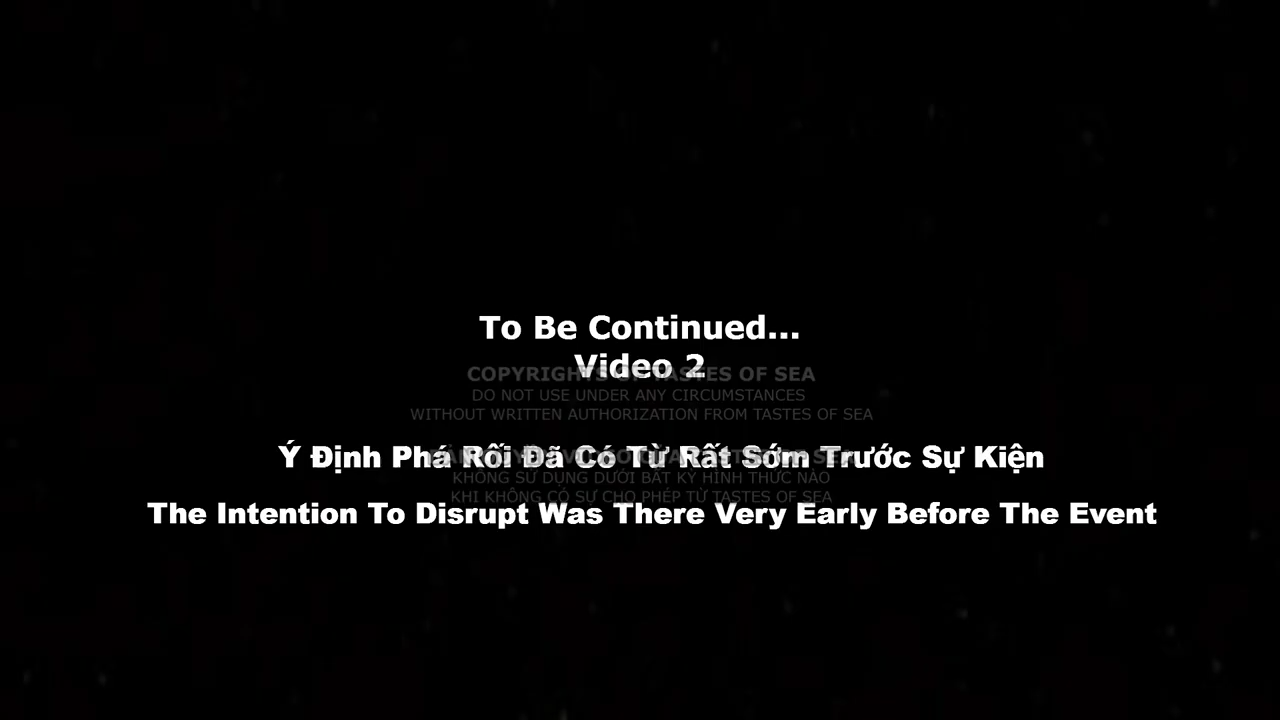 To Be Continued...
Video 2
COPYRIGHTS OF TASTES OF SEA
DO NOT USE UNDER ANY CIRCUMSTANCES
WITHOUT WRITTEN AUTHORIZATION FROM TASTES OF SEA
Ý Định Phá Rối Đã Có Từ Rất Sớm Trước Sự Kiện
KHÔNG SỬ DỤNG DƯỚI BẤT KỲ HÌNH THỨC NÀO
KHI KHÔNG CÓ SỰ CHO PHÉP TỪ TASTES OF SEA
The Intention To Disrupt Was There Very Early Before The Event